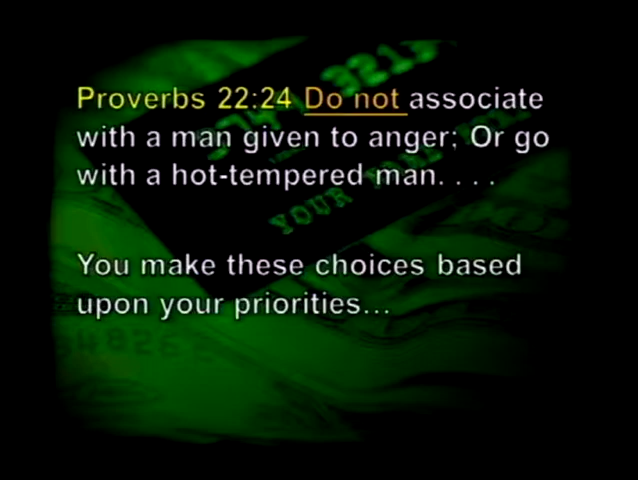 Proverbs 22:24 Do not associate
with a man given to anger; Or go
with a hot-tempered man. . . .
You make these choices based
upon your priorities...
YOUR